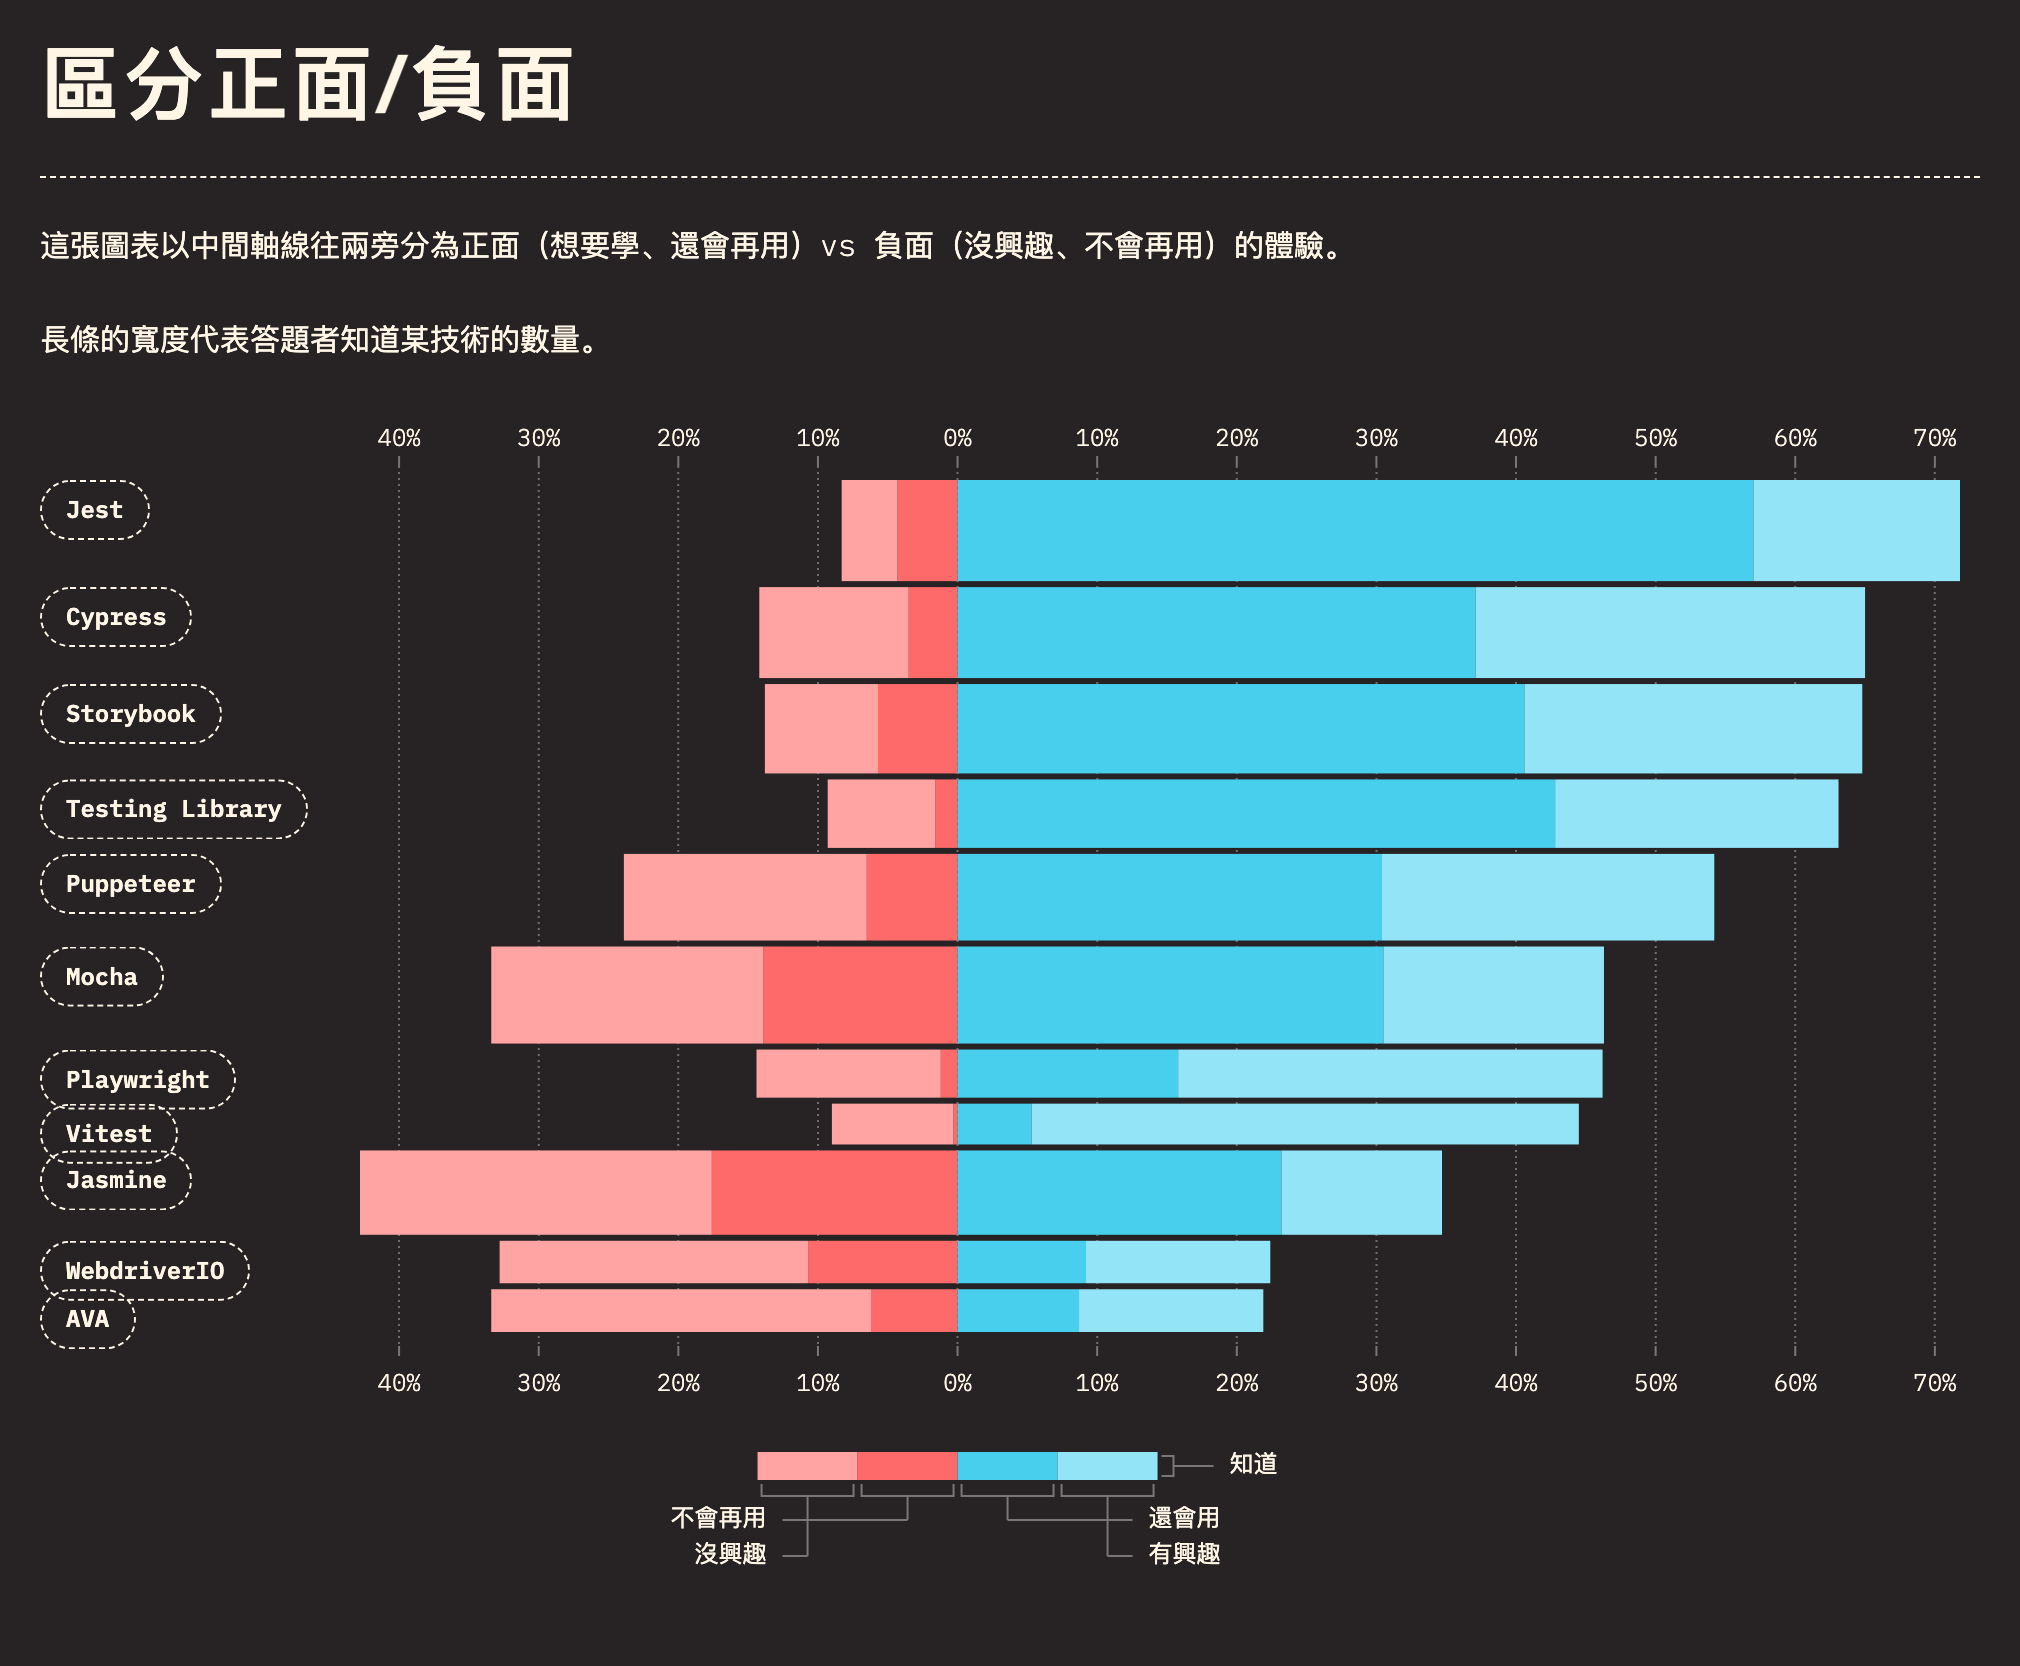 區分正面/負面
這張圖表以中間軸線往兩旁分為正面（想要學、還會再用）vs 負面（沒興趣、不會再用）的體驗。
長條的寬度代表答題者知道某技術的數量。
40% 30% 20% 10% 0% 10% 20% 30% 40% 50% 60% 70%
Jest
Cypress
Storybook
Testing Library
Puppeteer
Mocha
Playwright
Vitest
Jasmine
WebdriverIO
AVA
40% 30% 20% 10% 0% 10% 20% 30% 40% 50% 60% 70%
知道
不會再用 還會用
沒興趣 有興趣